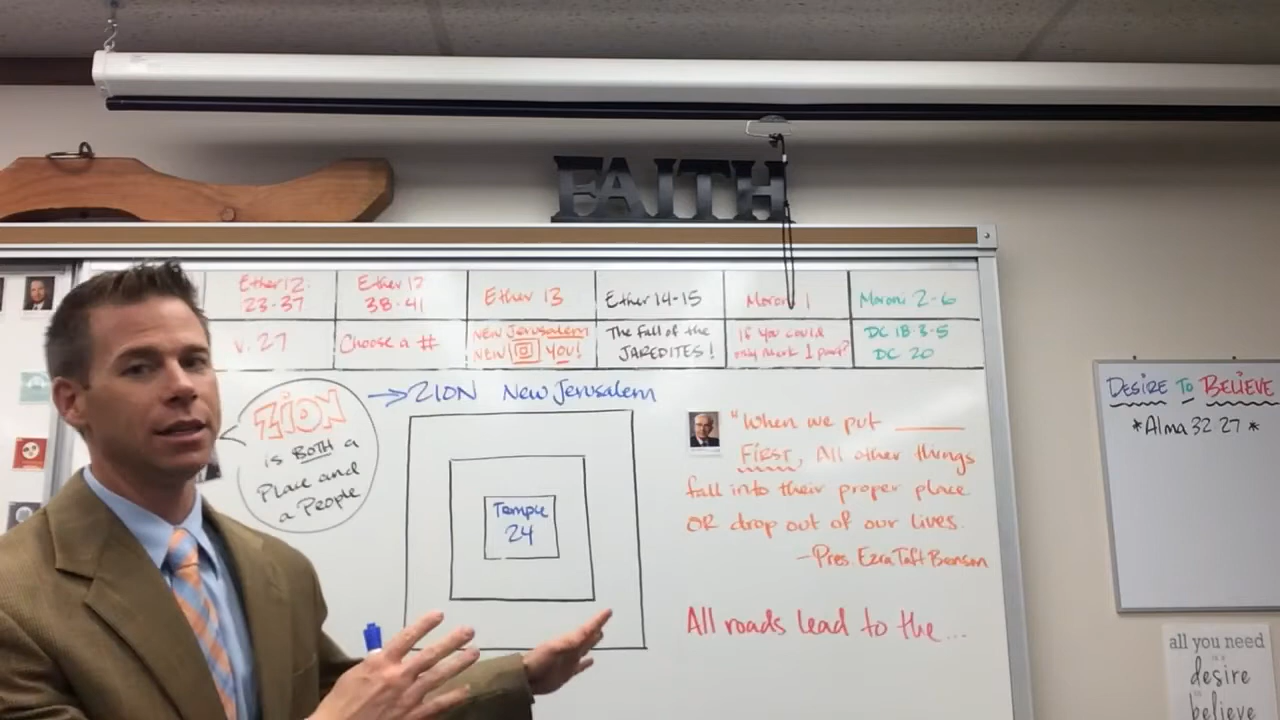 FAITH
Ether 12:
23-37
Ether 12
38-41
Ether 13
Ether 14-15
Moroni 1
Moroni 2-6
v. 27
Choose a #
NEW Jerusalem
NEW YOU!
The Fall of the
JAREDITES!
If you could
only mark 1 part?
DC 18:3-5
DC 20
ZION
is BOTH a
Place and
a People
→ ZION New Jerusalem
Temple
24
"When we put ______
First, All other things
fall into their proper place
OR drop out of our lives.
-Pres. Ezra Taft Benson
All roads lead to the...
DESIRE TO BELIEVE
*Alma 32 27*
all you need
desire
believe